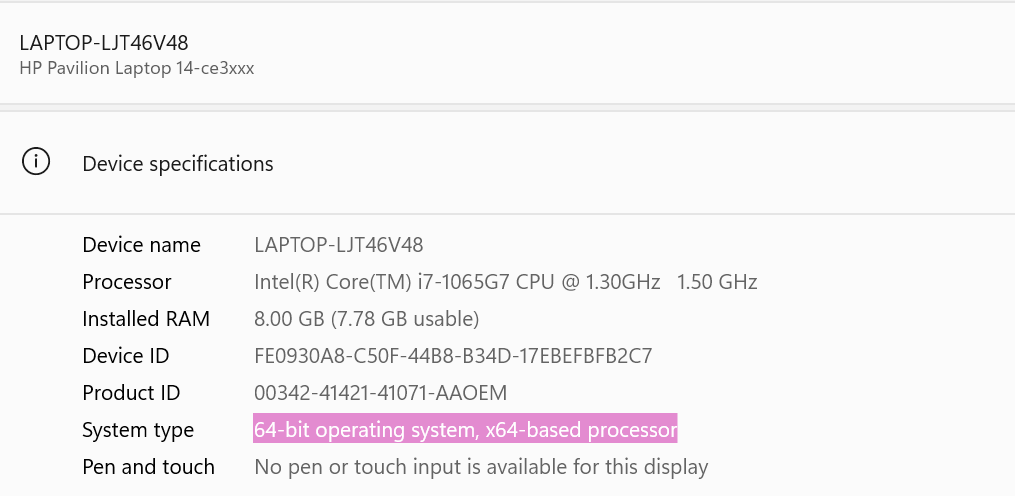 LAPTOP-LJT46V48
HP Pavilion Laptop 14-ce3xxx
Device specifications
Device name LAPTOP-LJT46V48
Processor Intel(R) Core(TM) i7-1065G7 CPU @ 1.30GHz 1.50 GHz
Installed RAM 8.00 GB (7.78 GB usable)
Device ID FE0930A8-C50F-44B8-B34D-17EBEFBFB2C7
Product ID 00342-41421-41071-AAOEM
System type 64-bit operating system, x64-based processor
Pen and touch No pen or touch input is available for this display